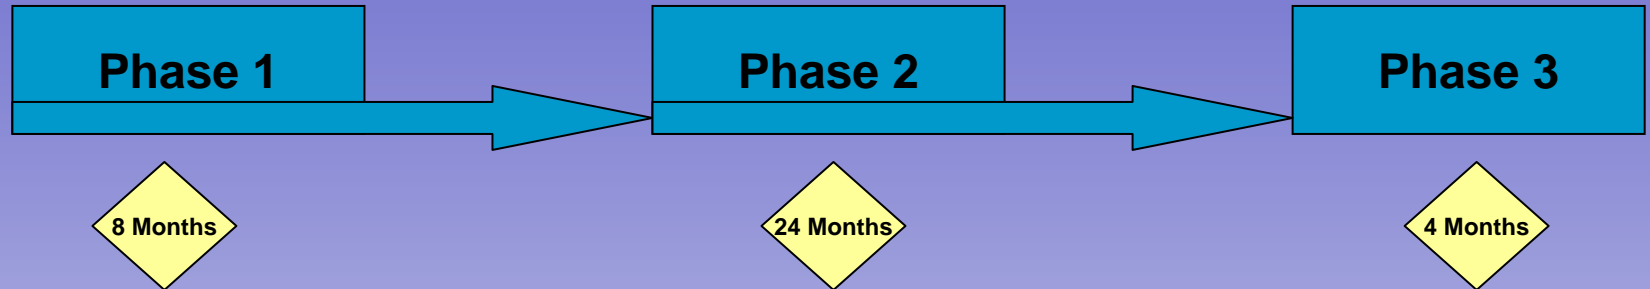 Phase 1
Phase 2
Phase 3
8 Months
24 Months
4 Months